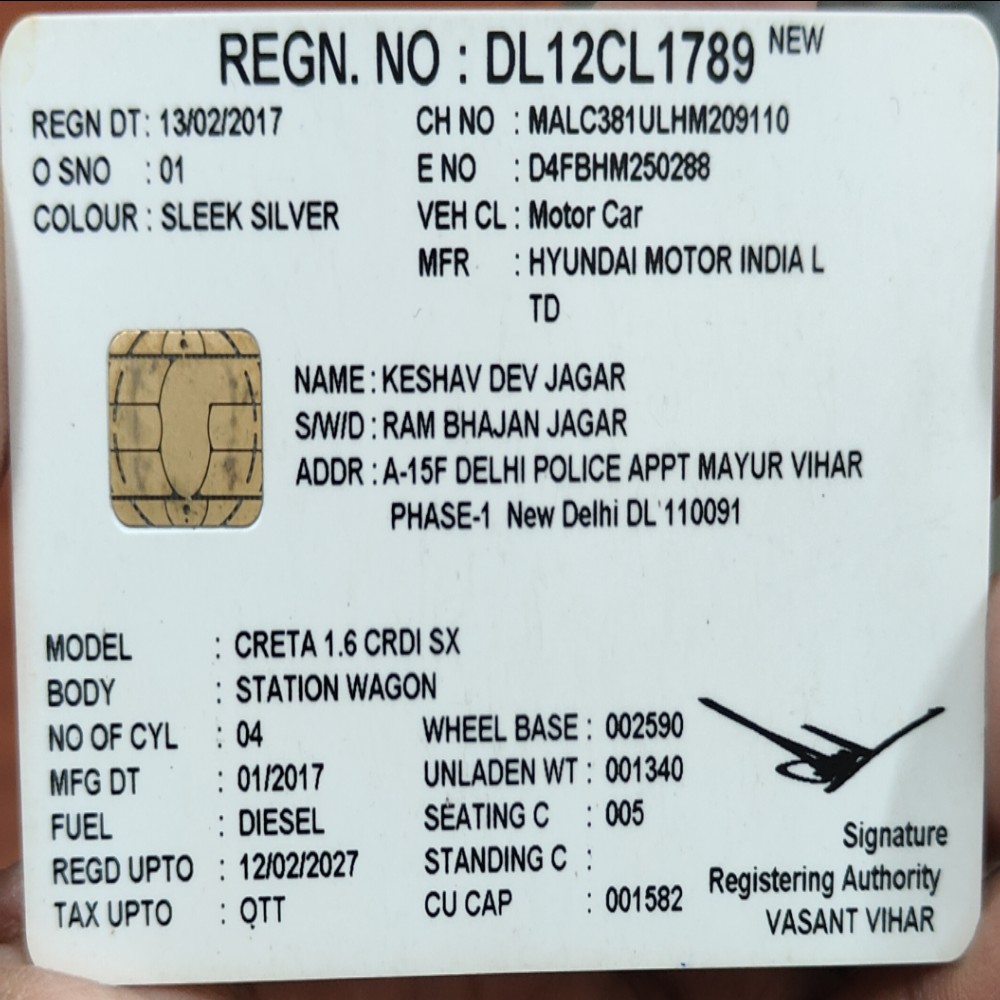 REGN. NO : DL12CL1789 NEW
REGN DT : 13/02/2017 CH NO : MALC381ULHM209110
O SNO : 01 E NO : D4FBHM250288
COLOUR : SLEEK SILVER VEH CL : Motor Car
MFR : HYUNDAI MOTOR INDIA L
TD
NAME : KESHAV DEV JAGAR
S/W/D : RAM BHAJAN JAGAR
ADDR : A-15F DELHI POLICE APPT MAYUR VIHAR
PHASE-1 New Delhi DL 110091
MODEL : CRETA 1.6 CRDI SX
BODY : STATION WAGON
NO OF CYL : 04 WHEEL BASE : 002590
MFG DT : 01/2017 UNLADEN WT : 001340
FUEL : DIESEL SEATING C : 005
REGD UPTO : 12/02/2027 STANDING C :
TAX UPTO : OTT CU CAP : 001582
Signature
Registering Authority
VASANT VIHAR